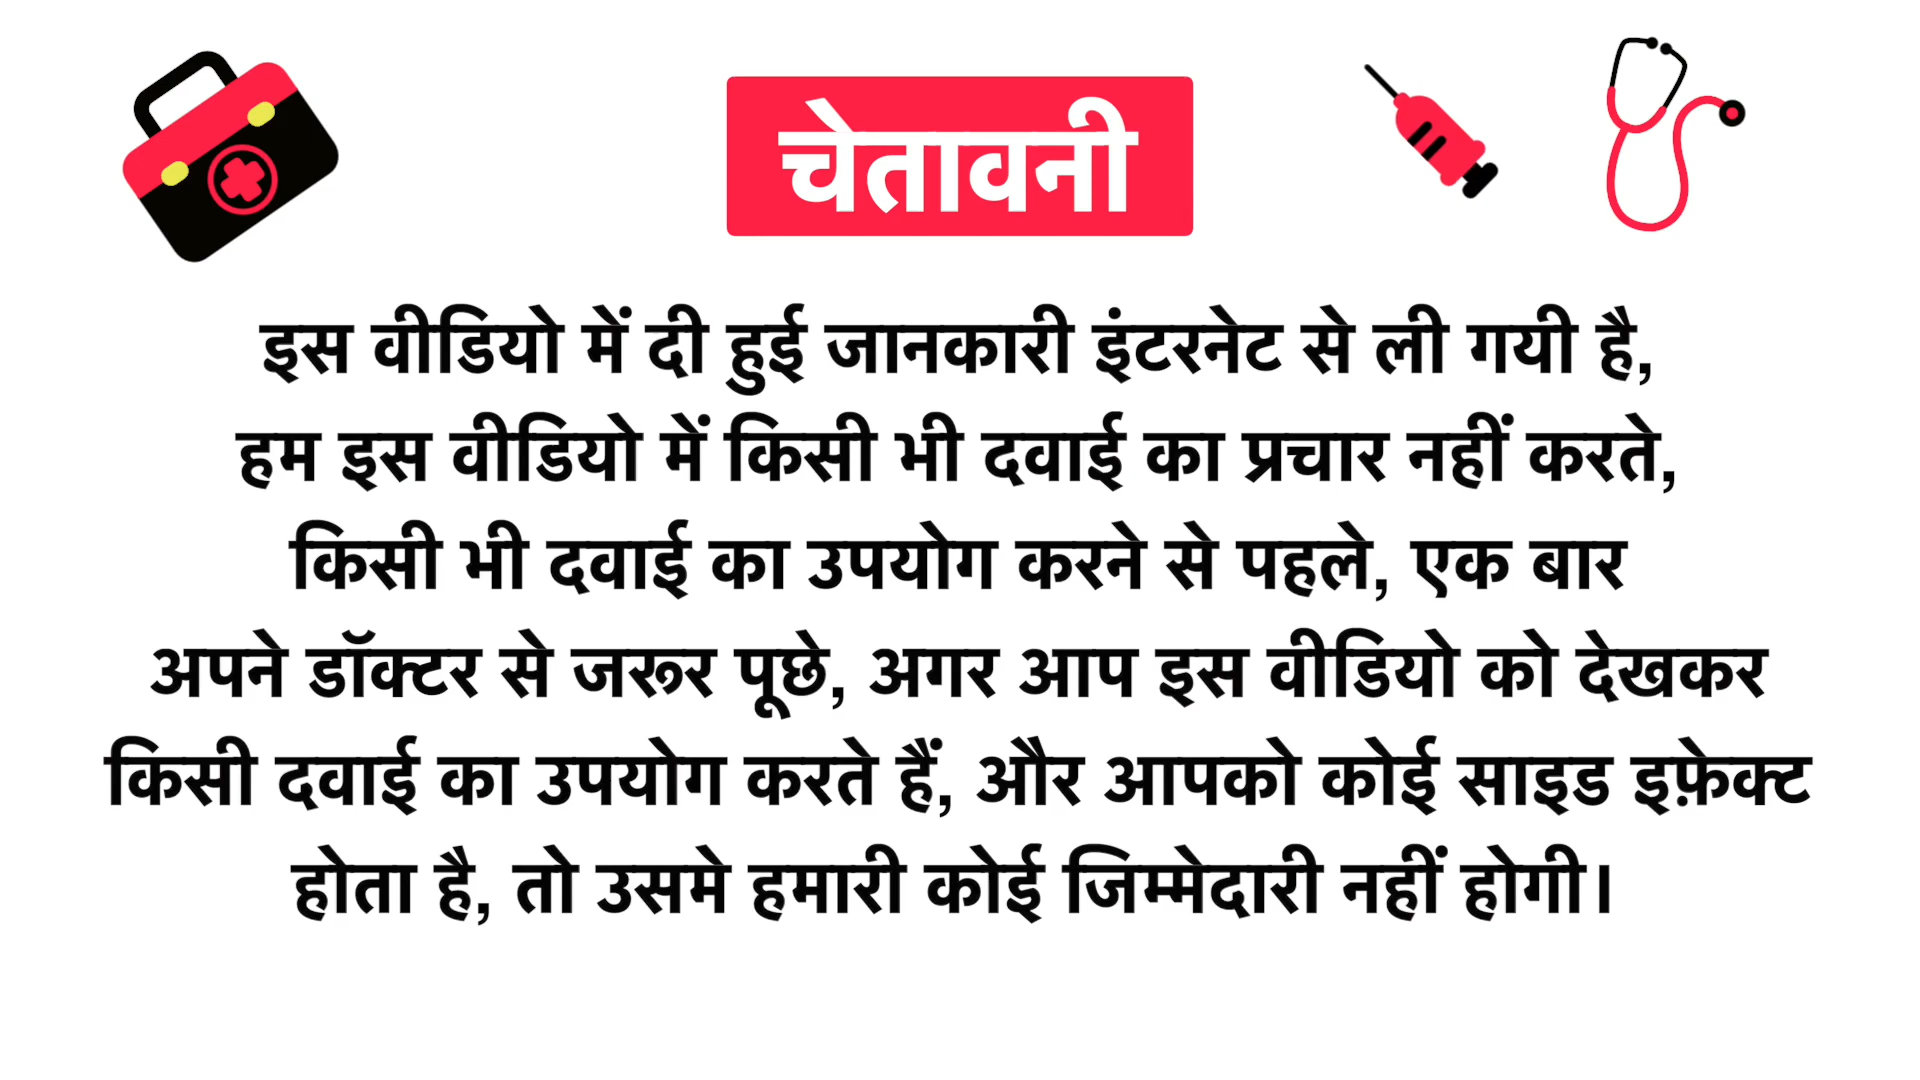 चेतावनी
इस वीडियो में दी हुई जानकारी इंटरनेट से ली गयी है,
हम इस वीडियो में किसी भी दवाई का प्रचार नहीं करते,
किसी भी दवाई का उपयोग करने से पहले, एक बार
अपने डॉक्टर से जरूर पूछे, अगर आप इस वीडियो को देखकर
किसी दवाई का उपयोग करते हैं, और आपको कोई साइड इफ़ेक्ट
होता है, तो उसमे हमारी कोई जिम्मेदारी नहीं होगी।